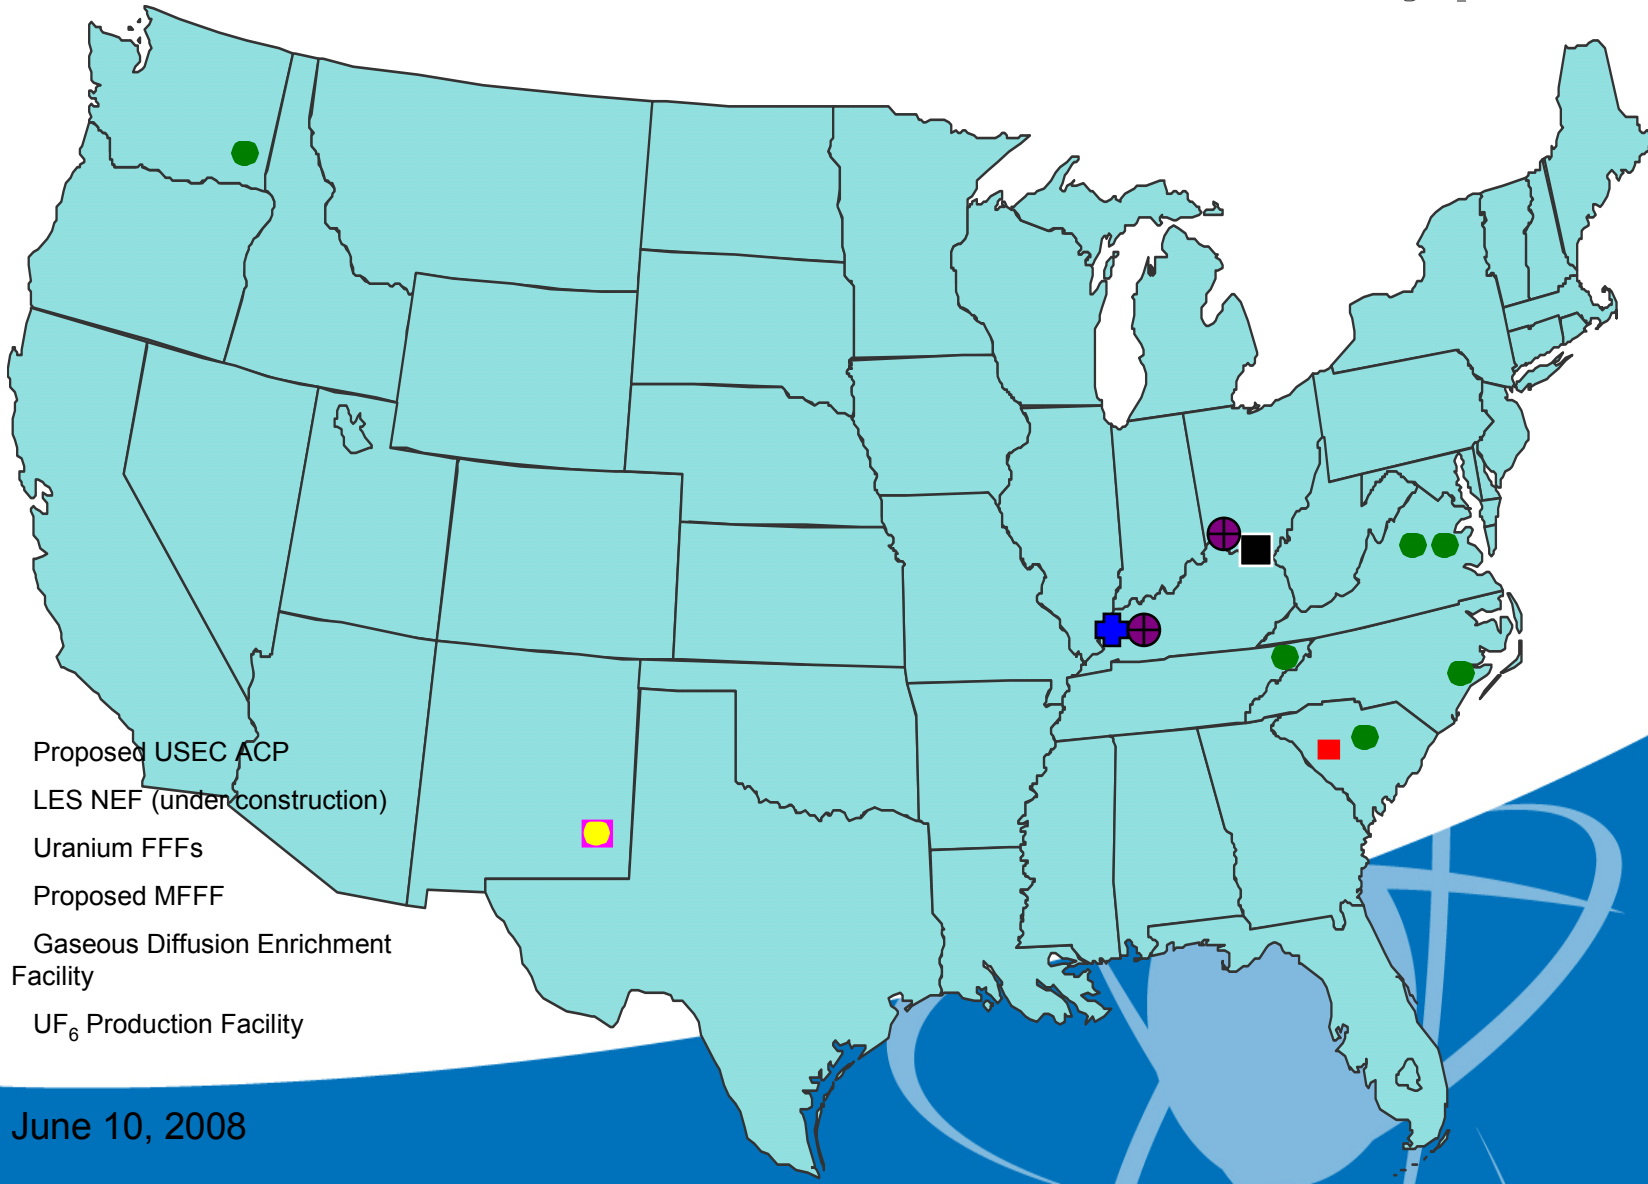 Proposed USEC ACP
LES NEF (under construction)
Uranium FFFs
Proposed MFFF
Gaseous Diffusion Enrichment
Facility
UF₆ Production Facility
June 10, 2008